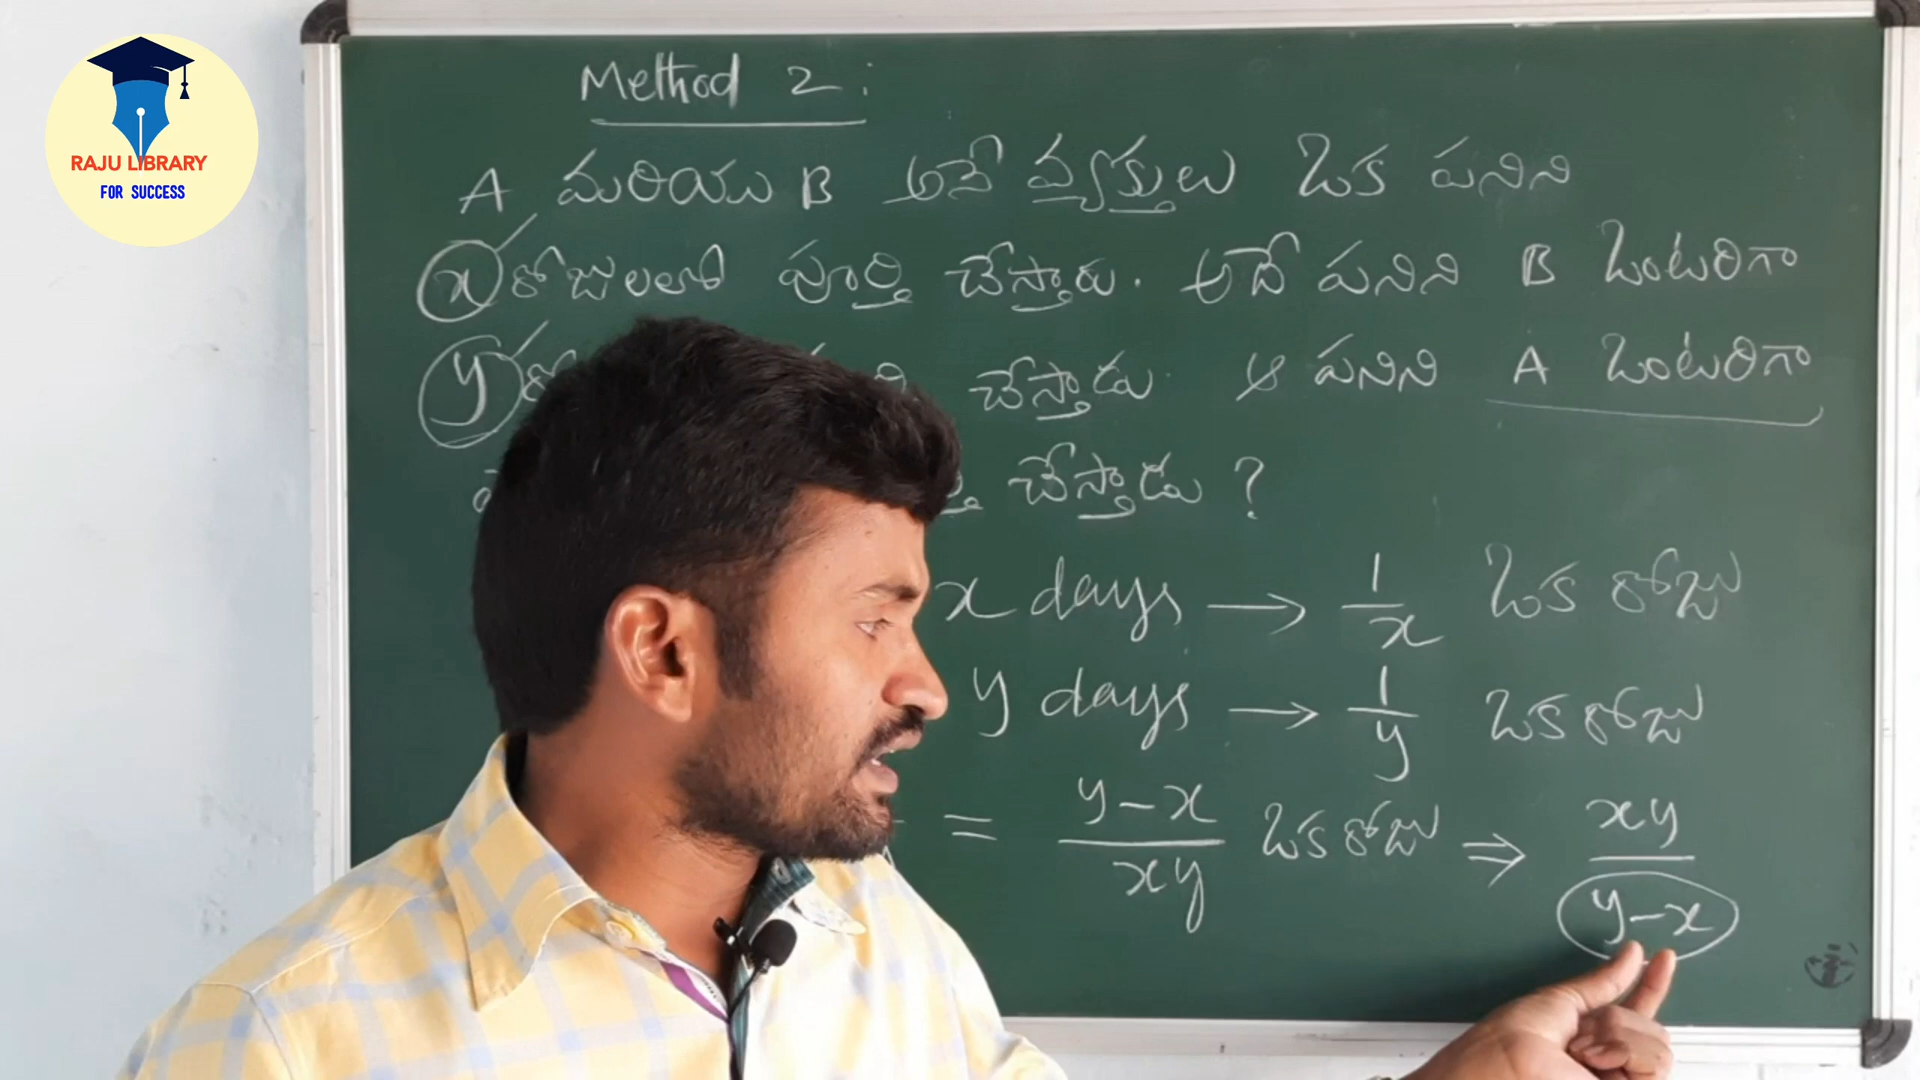 RAJU LIBRARY
FOR SUCCESS
Method 2:
A మరియు B అనే వ్యక్తులు ఒక పనిని
x రోజులలో పూర్తి చేస్తారు. అదే పనిని B ఒంటరిగా
y చేస్తాడు. ఆ పనిని A ఒంటరిగా
చేస్తాడు ?
x days → 1/x ఒక రోజు
y days → 1/y ఒక రోజు
= y-x/xy ఒక రోజు ⇒ xy/y-x